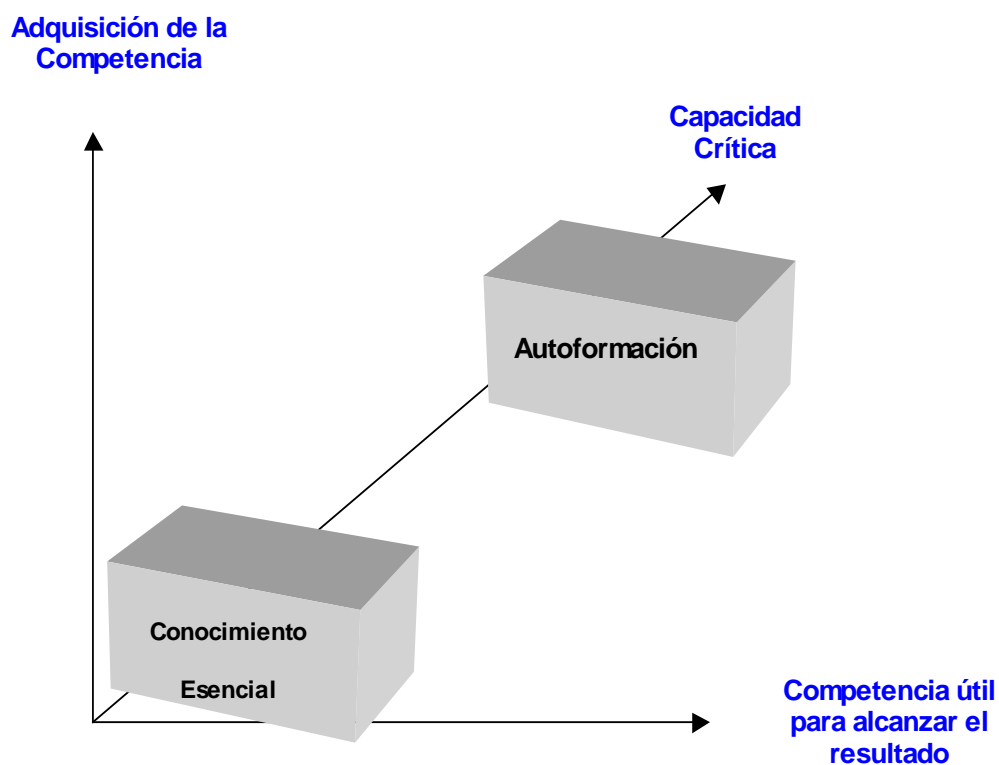 Adquisición de la
Competencia
Capacidad
Crítica
Autoformación
Conocimiento
Esencial
Competencia útil
para alcanzar el
resultado